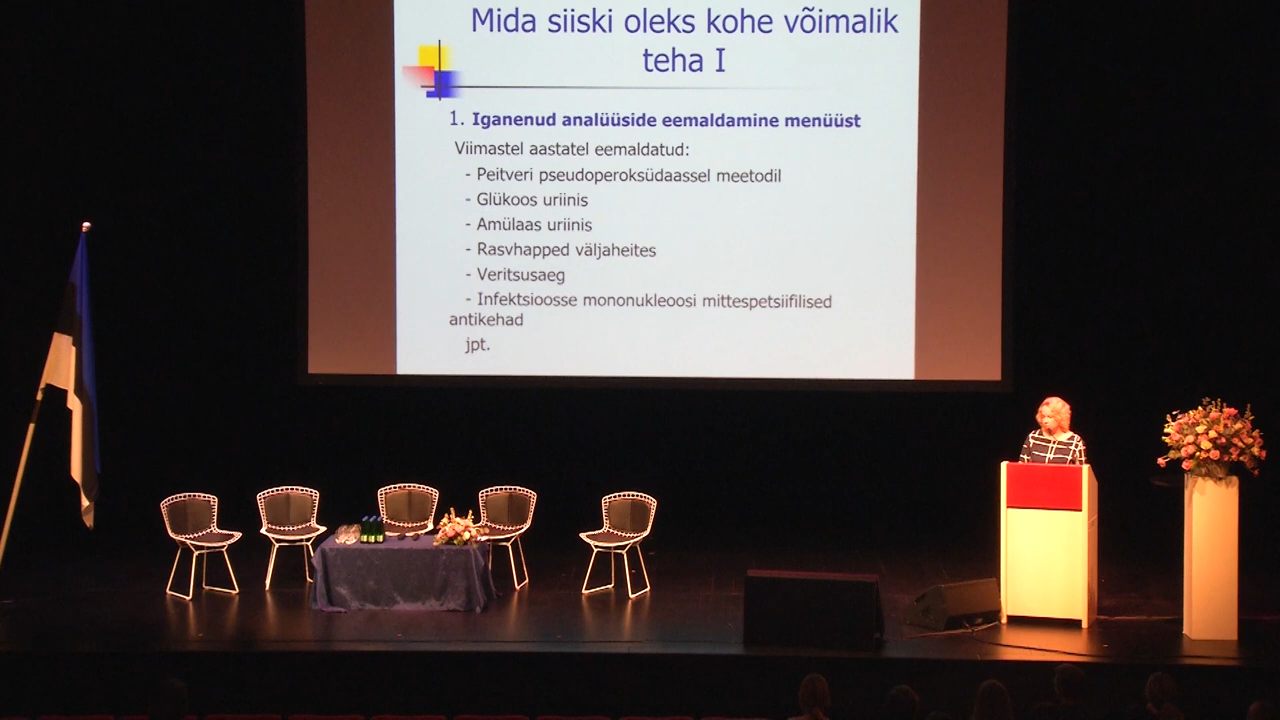 Mida siiski oleks kohe võimalik
teha I
1. Iganenud analüüside eemaldamine menüüst
Viimastel aastatel eemaldatud:
- Peitveri pseudoperoksüdaassel meetodil
- Glükoos uriinis
- Amülaas uriinis
- Rasvhapped väljaheites
- Veritsusaeg
- Infektsioosse mononukleoosi mittespetsiifilised
antikehad
jpt.